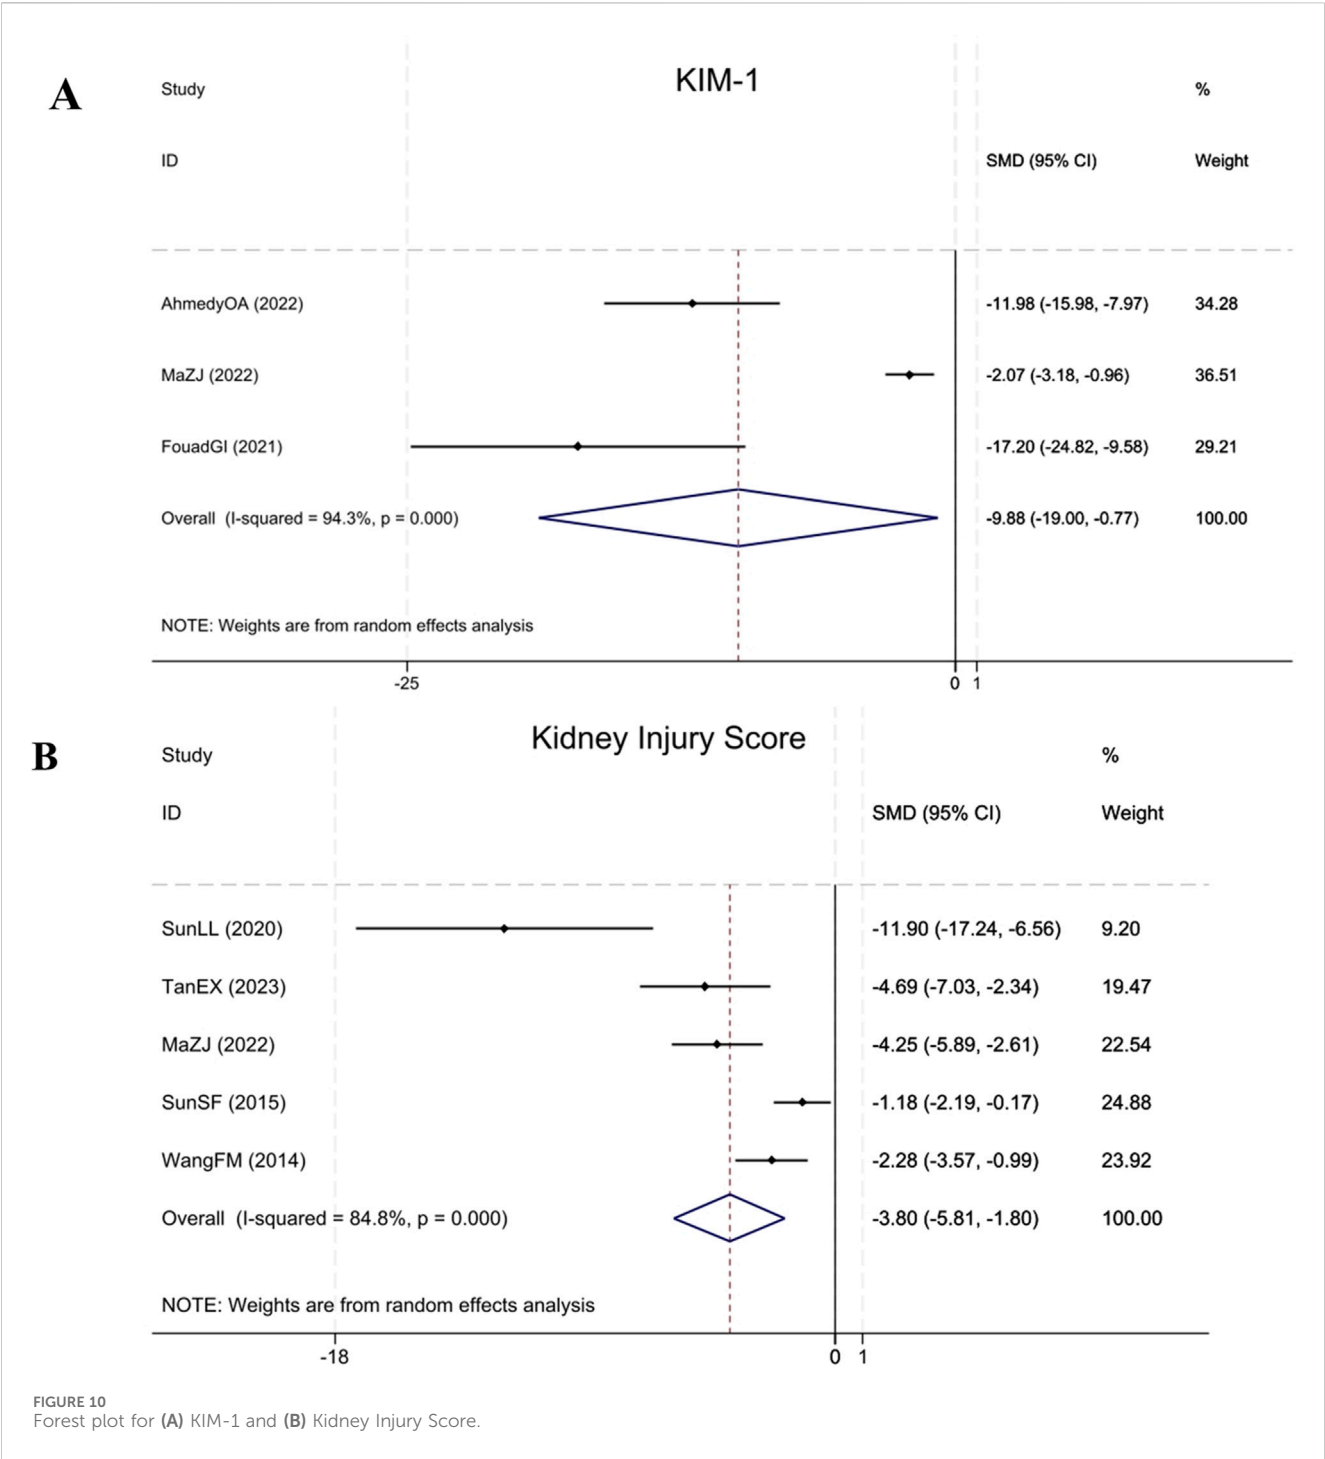 A
KIM-1
Study %
ID SMD (95% CI) Weight
AhmedyOA (2022) -11.98 (-15.98, -7.97) 34.28
MaZJ (2022) -2.07 (-3.18, -0.96) 36.51
FouadGI (2021) -17.20 (-24.82, -9.58) 29.21
Overall (I-squared = 94.3%, p = 0.000) -9.88 (-19.00, -0.77) 100.00
NOTE: Weights are from random effects analysis
-25 0 1
B
Kidney Injury Score
Study %
ID SMD (95% CI) Weight
SunLL (2020) -11.90 (-17.24, -6.56) 9.20
TanEX (2023) -4.69 (-7.03, -2.34) 19.47
MaZJ (2022) -4.25 (-5.89, -2.61) 22.54
SunSF (2015) -1.18 (-2.19, -0.17) 24.88
WangFM (2014) -2.28 (-3.57, -0.99) 23.92
Overall (I-squared = 84.8%, p = 0.000) -3.80 (-5.81, -1.80) 100.00
NOTE: Weights are from random effects analysis
-18 0 1
FIGURE 10
Forest plot for (A) KIM-1 and (B) Kidney Injury Score.